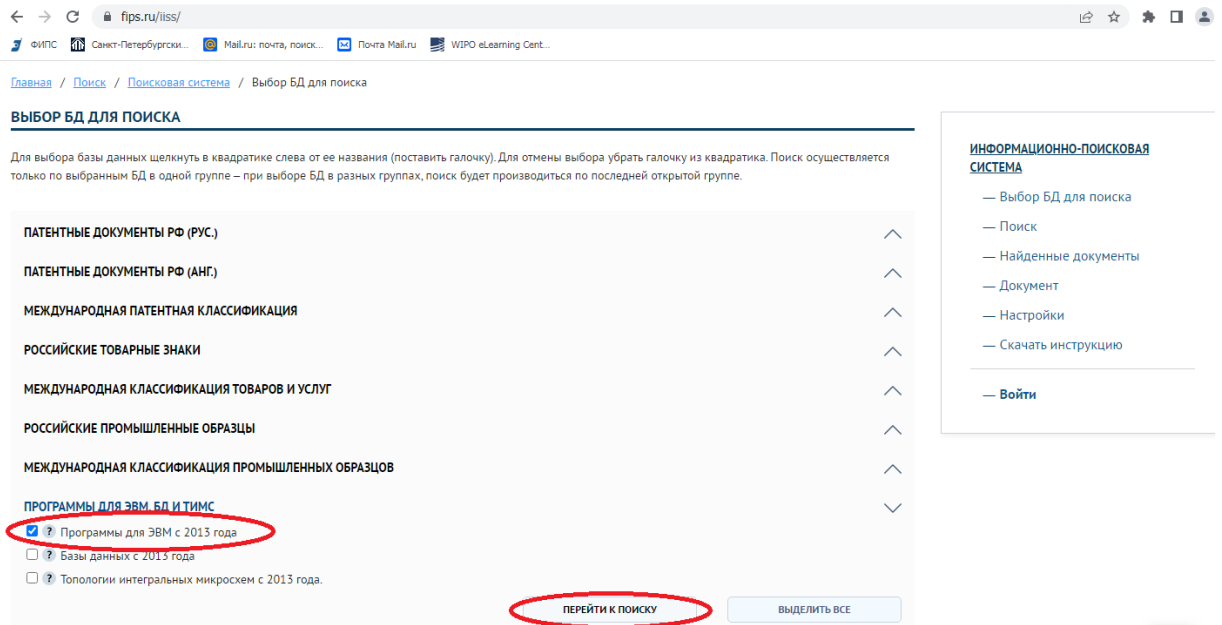 fips.ru/iiss/
ФИПС Санкт-Петербургски... Mail.ru: почта, поиск... Почта Mail.ru WIPO eLearning Cent...
Главная / Поиск / Поисковая система / Выбор БД для поиска
ВЫБОР БД ДЛЯ ПОИСКА
Для выбора базы данных щелкнуть в квадратике слева от ее названия (поставить галочку). Для отмены выбора убрать галочку из квадратика. Поиск осуществляется
только по выбранным БД в одной группе – при выборе БД в разных группах, поиск будет производиться по последней открытой группе.
ПАТЕНТНЫЕ ДОКУМЕНТЫ РФ (РУС.)
ПАТЕНТНЫЕ ДОКУМЕНТЫ РФ (АНГ.)
МЕЖДУНАРОДНАЯ ПАТЕНТНАЯ КЛАССИФИКАЦИЯ
РОССИЙСКИЕ ТОВАРНЫЕ ЗНАКИ
МЕЖДУНАРОДНАЯ КЛАССИФИКАЦИЯ ТОВАРОВ И УСЛУГ
РОССИЙСКИЕ ПРОМЫШЛЕННЫЕ ОБРАЗЦЫ
МЕЖДУНАРОДНАЯ КЛАССИФИКАЦИЯ ПРОМЫШЛЕННЫХ ОБРАЗЦОВ
ПРОГРАММЫ ДЛЯ ЭВМ, БД И ТИМС
? Программы для ЭВМ с 2013 года
? Базы данных с 2013 года
? Топологии интегральных микросхем с 2013 года.
ПЕРЕЙТИ К ПОИСКУ ВЫДЕЛИТЬ ВСЕ
ИНФОРМАЦИОННО-ПОИСКОВАЯ
СИСТЕМА
— Выбор БД для поиска
— Поиск
— Найденные документы
— Документ
— Настройки
— Скачать инструкцию
— Войти